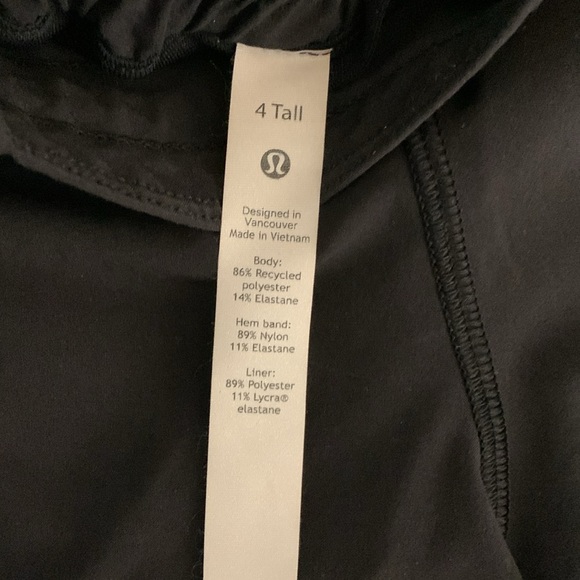 4 Tall
Designed in
Vancouver
Made in Vietnam
Body:
86% Recycled
polyester
14% Elastane
Hem band:
89% Nylon
11% Elastane
Liner:
89% Polyester
11% Lycra®
elastane